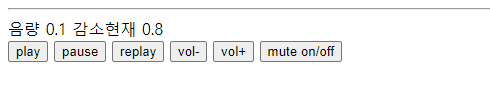 음량 0.1 감소현재 0.8
play pause replay vol- vol+ mute on/off